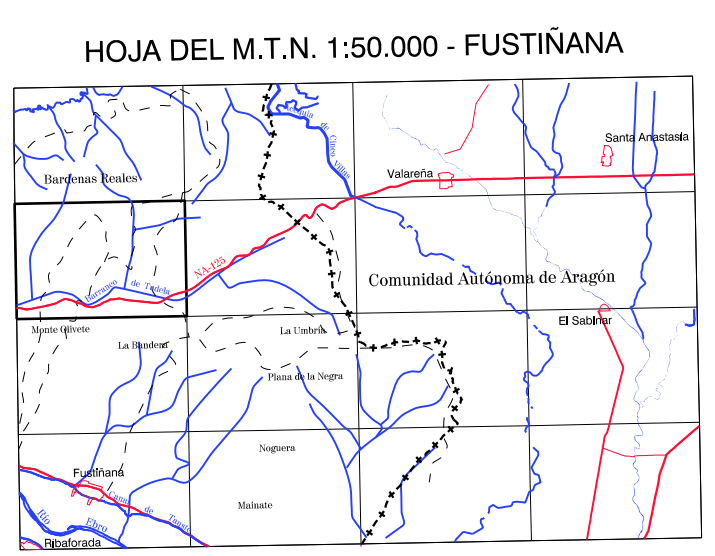 HOJA DEL M.T.N. 1:50.000 - FUSTIÑANA
Acequia de Cinco Villas
Santa Anastasia
Valareña
Bardenas Reales
NA-125
Comunidad Autónoma de Aragón
Barranco de Tudela
El Sabinar
Monte Olivete
La Umbría
La Bandera
Plana de la Negra
Noguera
Fustiñana
Canal de Tauste
Mainate
Río Ebro
Ribaforada